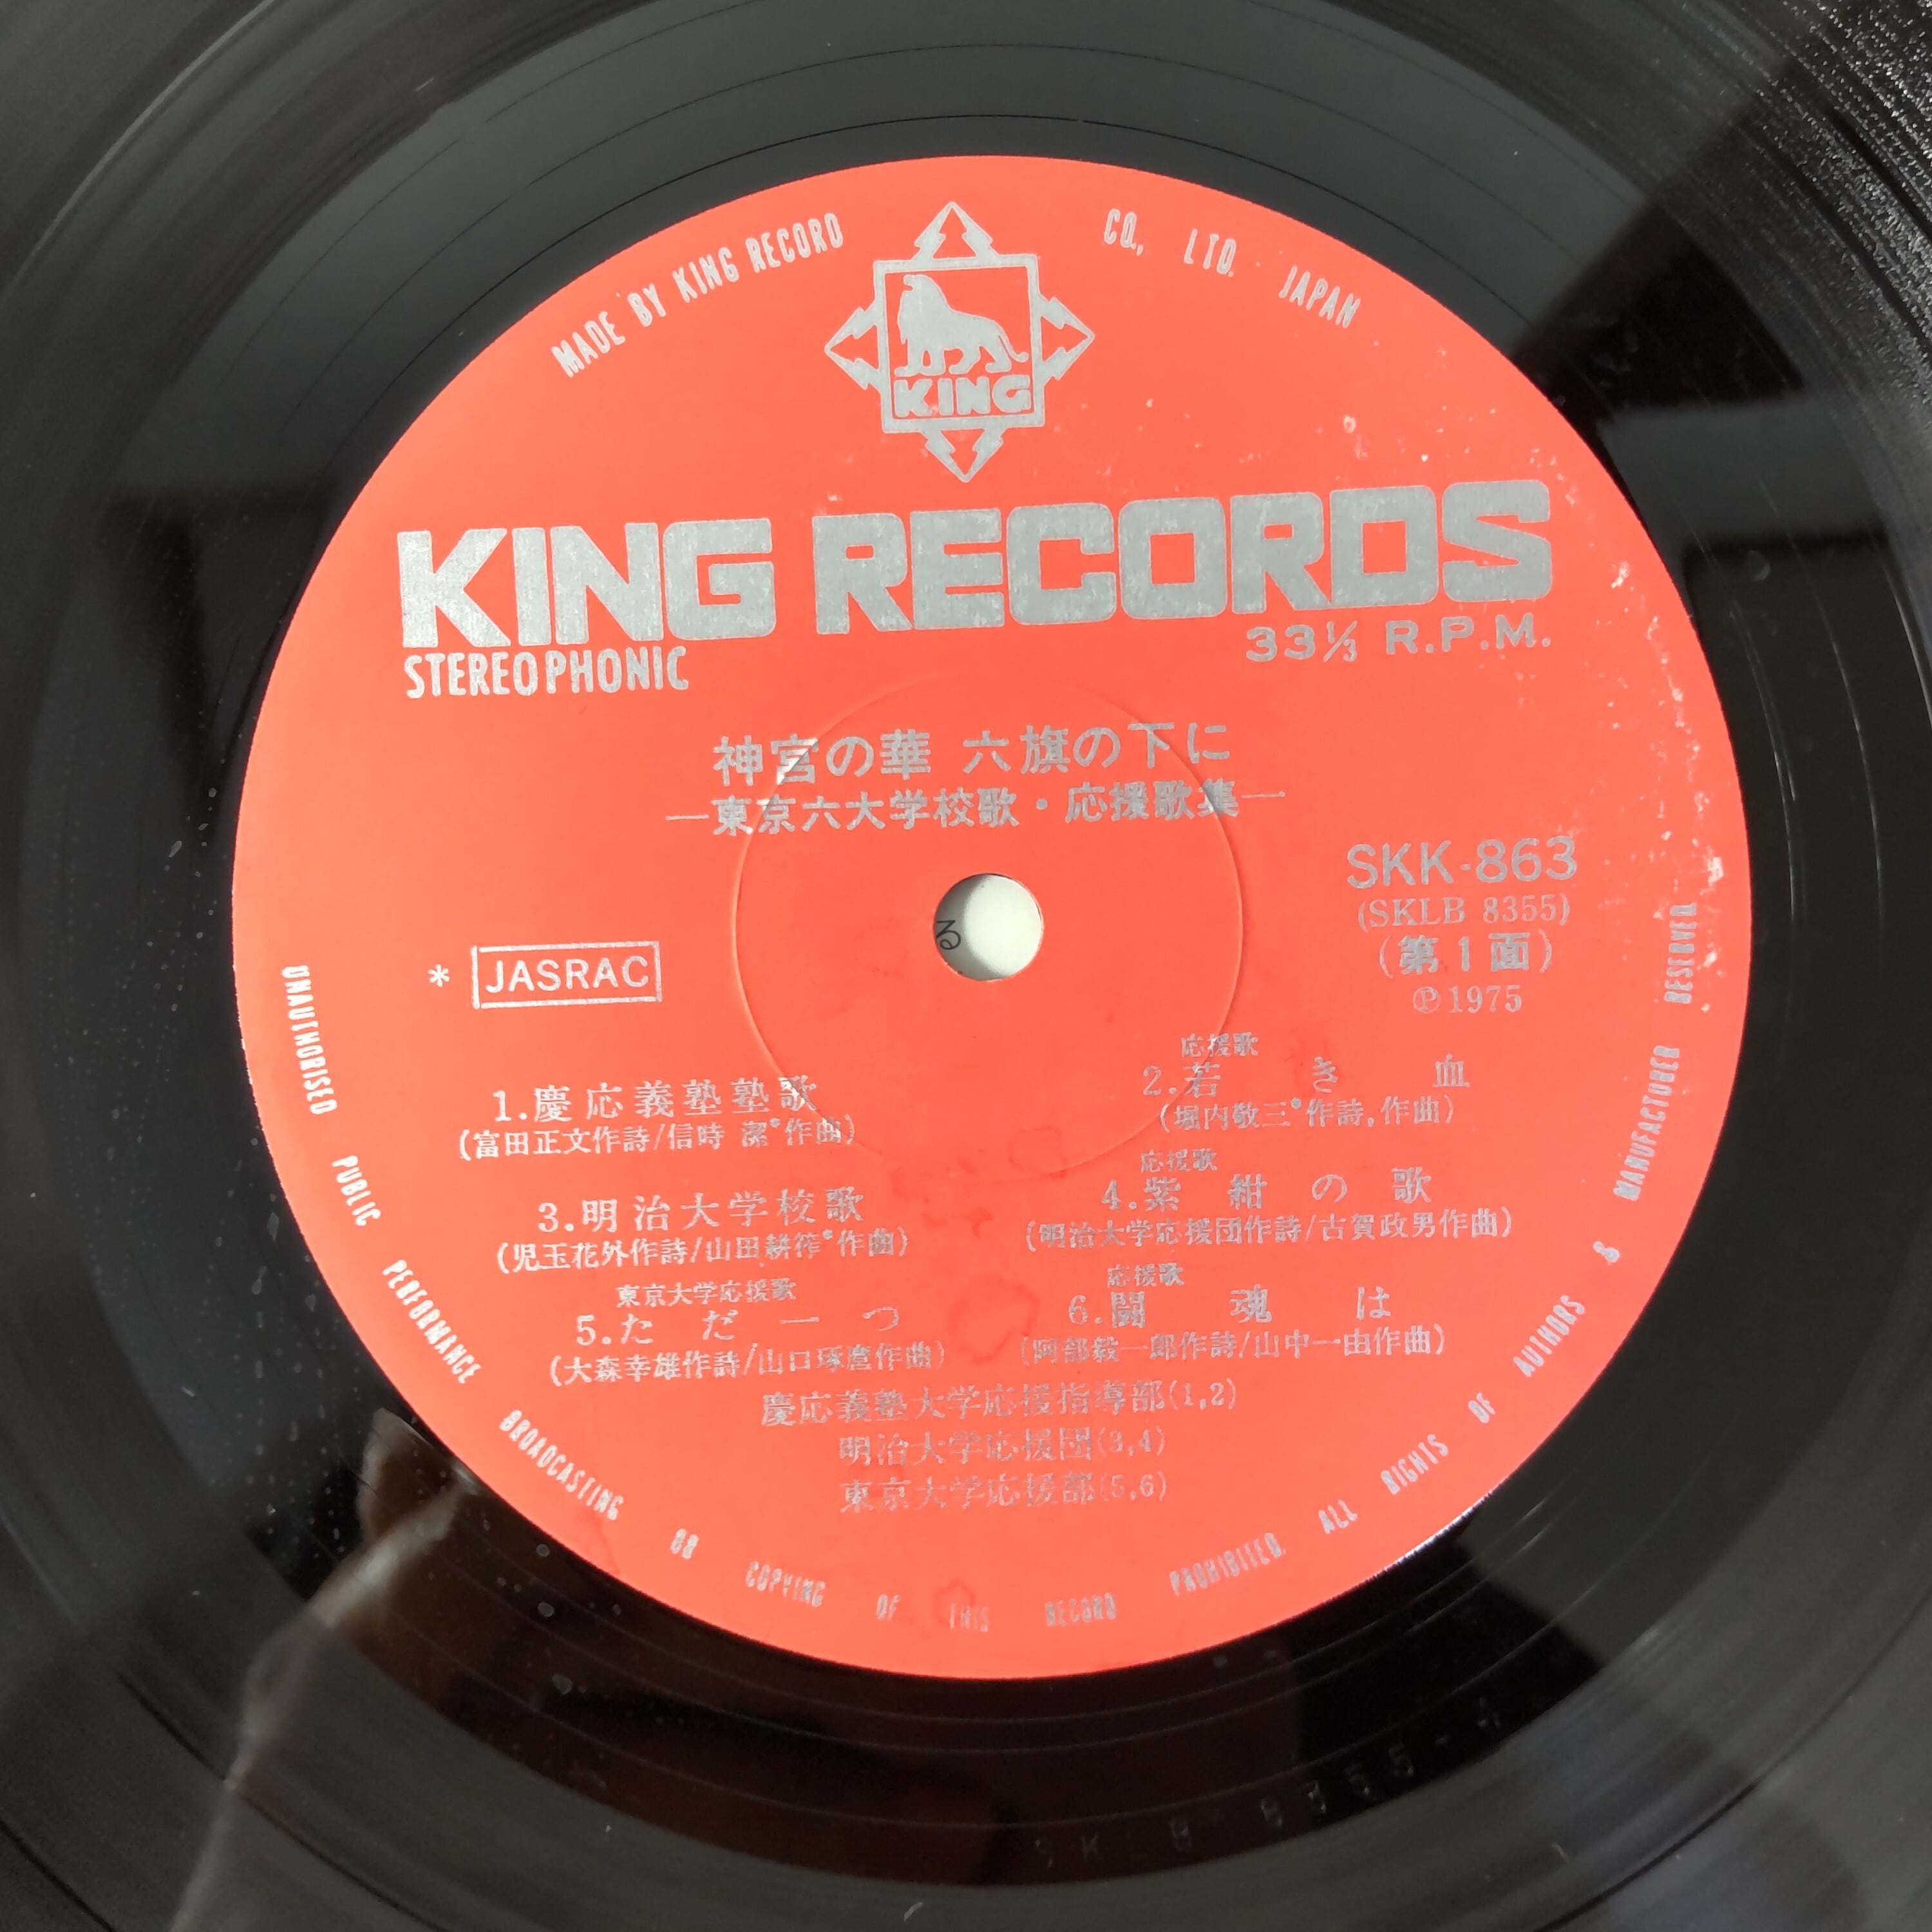 MADE BY KING RECORD CO., LTD. JAPAN
KING
KING RECORDS
STEREOPHONIC
33⅓ R.P.M.
神宮の華 六旗の下に
—東京六大学校歌・応援歌集—
SKK-863
(SKLB 8355)
(第1面)
Ⓟ1975
* JASRAC
る
1.慶応義塾塾歌
(富田正文作詩/信時 潔*作曲)
応援歌
2.若き血
(堀内敬三*作詩,作曲)
3.明治大学校歌
(児玉花外作詩/山田耕筰*作曲)
応援歌
4.紫紺の歌
(明治大学応援団作詩/古賀政男作曲)
東京大学応援歌
5.ただ一つ
(大森幸雄作詩/山口琢磨作曲)
応援歌
6.闘魂は
(阿部毅一郎作詩/山中一由作曲)
慶応義塾大学応援指導部(1,2)
明治大学応援団(3,4)
東京大学応援部(5,6)
UNAUTHORISED PUBLIC PERFORMANCE BROADCASTING OR COPYING OF THIS RECORD PROHIBITED. ALL RIGHTS OF AUTHORS & MANUFACTURER RESERVED
SKLB-8355-4